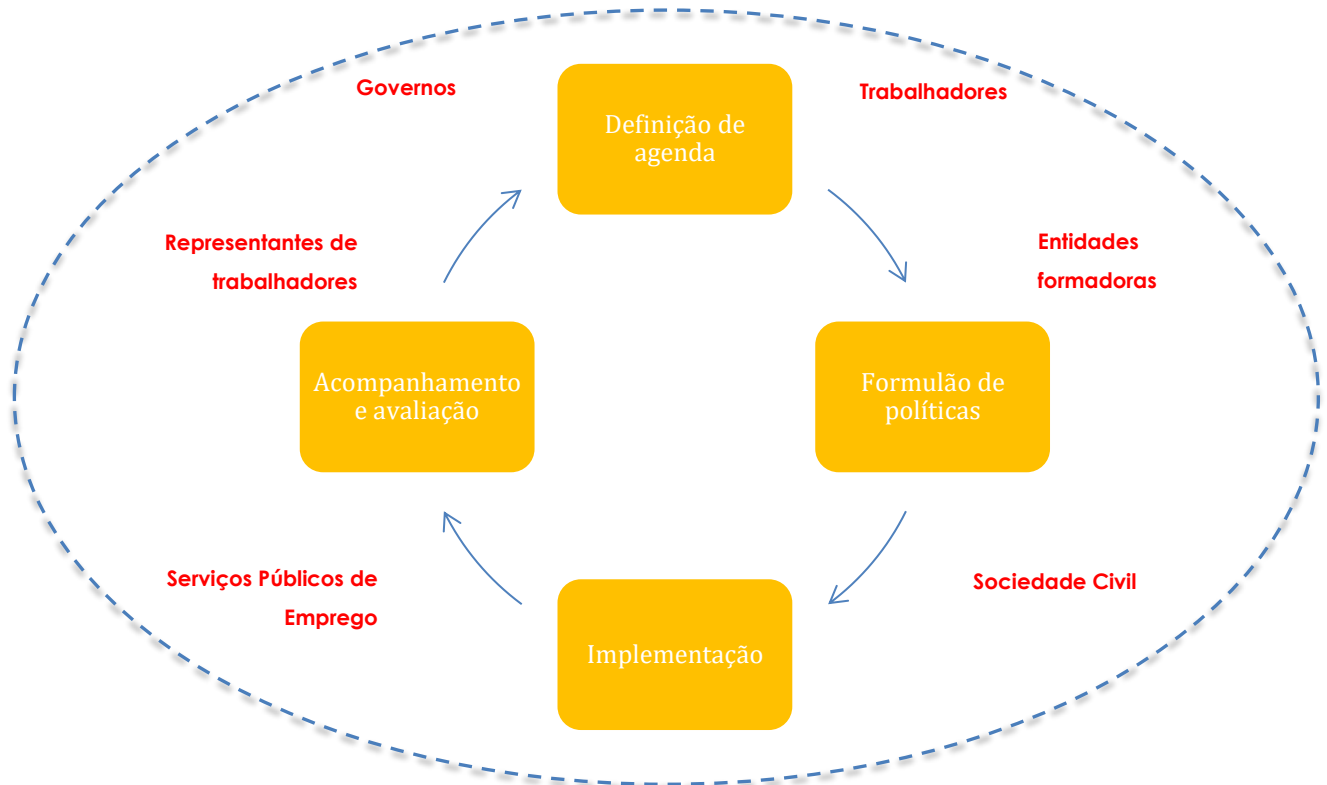 Governos
Trabalhadores
Definição de
agenda
Representantes de
trabalhadores
Entidades
formadoras
Acompanhamento
e avaliação
Formulão de
políticas
Serviços Públicos de
Emprego
Sociedade Civil
Implementação